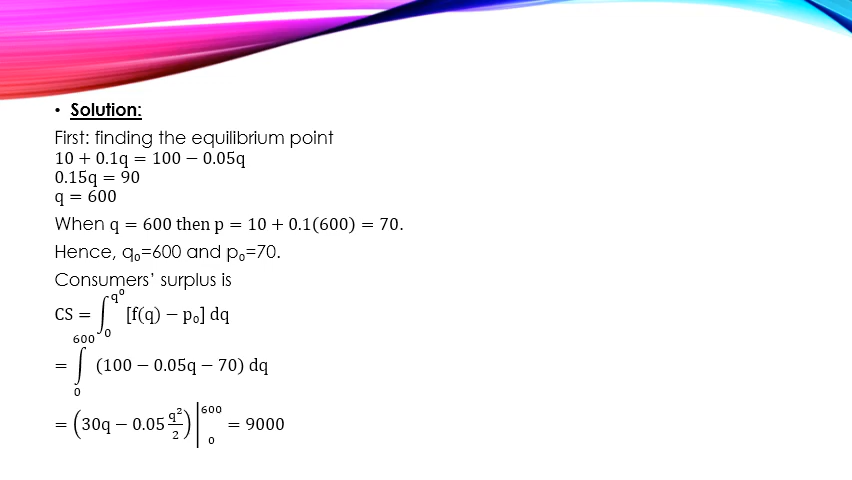 • Solution:
First: finding the equilibrium point
10 + 0.1q = 100 − 0.05q
0.15q = 90
q = 600
When q = 600 then p = 10 + 0.1(600) = 70.
Hence, q₀=600 and p₀=70.
Consumers’ surplus is
CS = ∫₀^q⁰ [f(q) − p₀] dq
= ∫₀^600 (100 − 0.05q − 70) dq
= (30q − 0.05 q²/2)|₀^600 = 9000